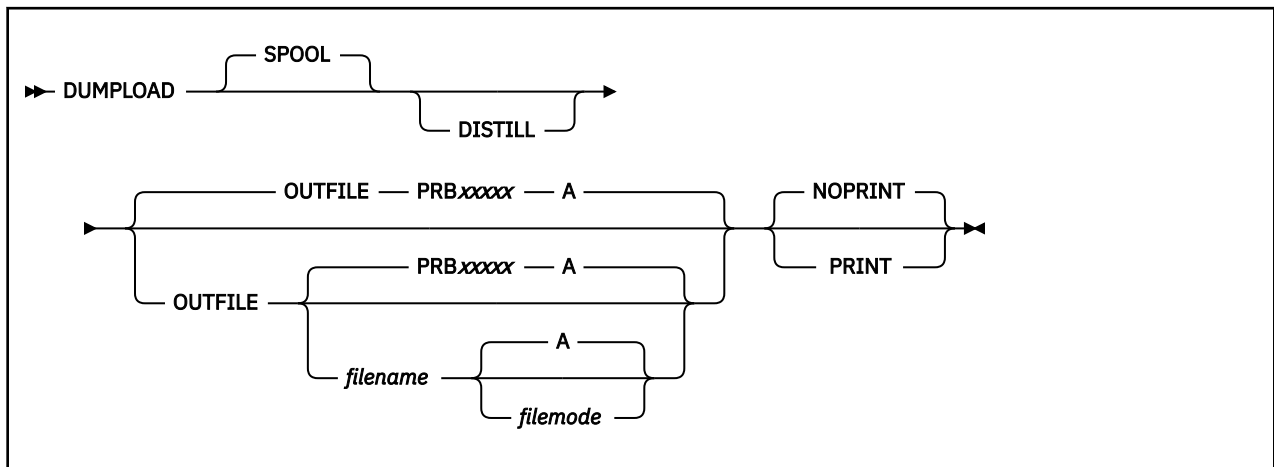 SPOOL
DUMPLOAD
DISTILL
OUTFILE PRBxxxxx A
NOPRINT
PRBxxxxx A
PRINT
OUTFILE
A
filename
filemode